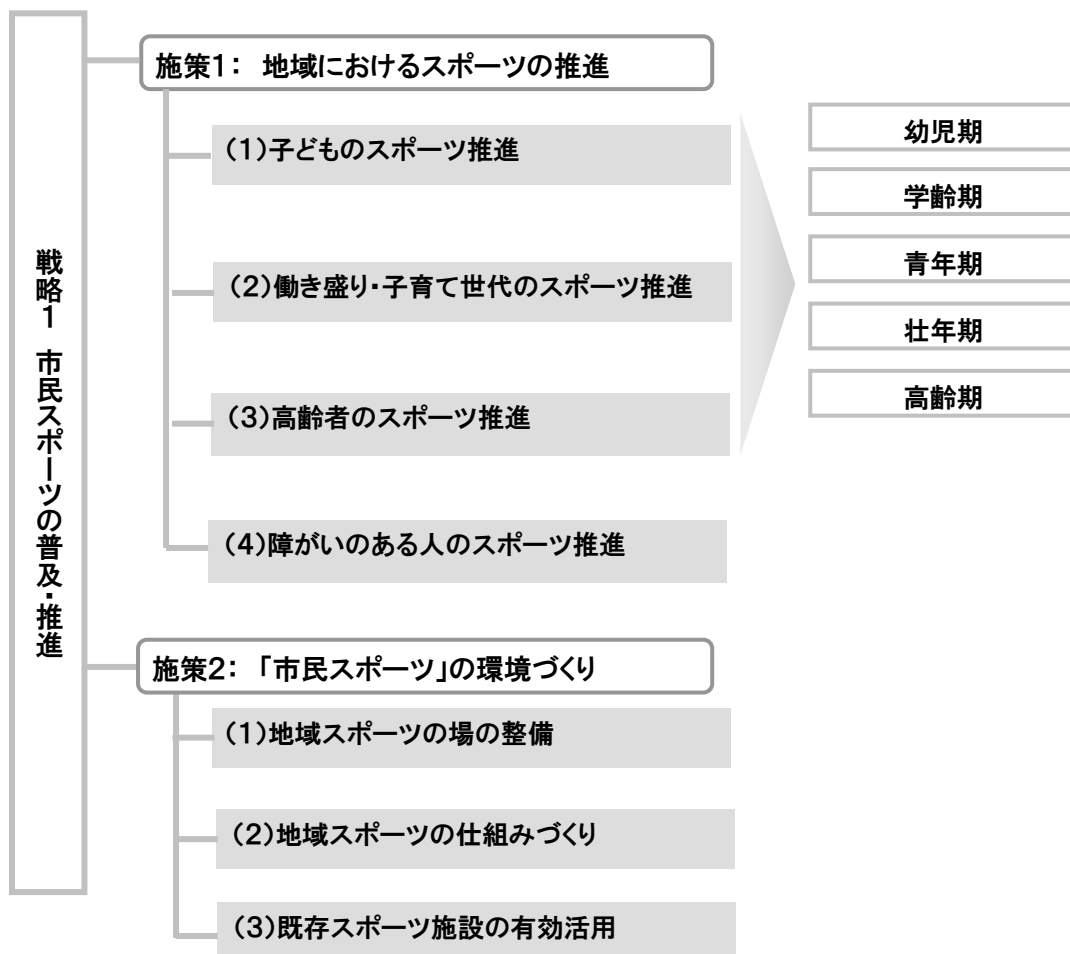 戦略1 市民スポーツの普及・推進
施策1： 地域におけるスポーツの推進
（1）子どものスポーツ推進
（2）働き盛り・子育て世代のスポーツ推進
（3）高齢者のスポーツ推進
（4）障がいのある人のスポーツ推進
幼児期
学齢期
青年期
壮年期
高齢期
施策2：「市民スポーツ」の環境づくり
（1）地域スポーツの場の整備
（2）地域スポーツの仕組みづくり
（3）既存スポーツ施設の有効活用